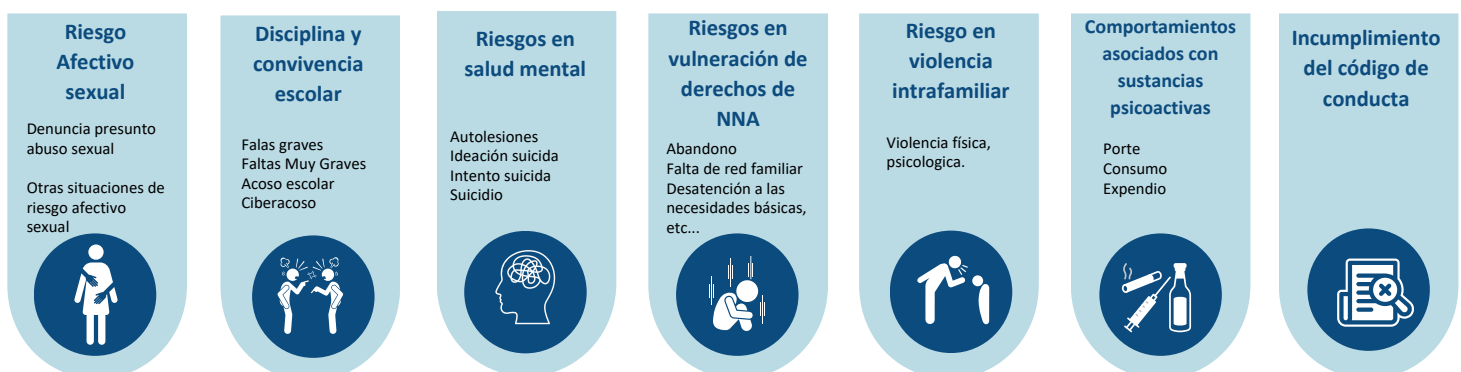 Riesgo
Afectivo
sexual
Denuncia presunto
abuso sexual
Otras situaciones de
riesgo afectivo
sexual
Disciplina y
convivencia
escolar
Falas graves
Faltas Muy Graves
Acoso escolar
Ciberacoso
Riesgos en
salud mental
Autolesiones
Ideación suicida
Intento suicida
Suicidio
Riesgos en
vulneración de
derechos de
NNA
Abandono
Falta de red familiar
Desatención a las
necesidades básicas,
etc...
Riesgo en
violencia
intrafamiliar
Violencia física,
psicologica.
Comportamientos
asociados con
sustancias
psicoactivas
Porte
Consumo
Expendio
Incumplimiento
del código de
conducta